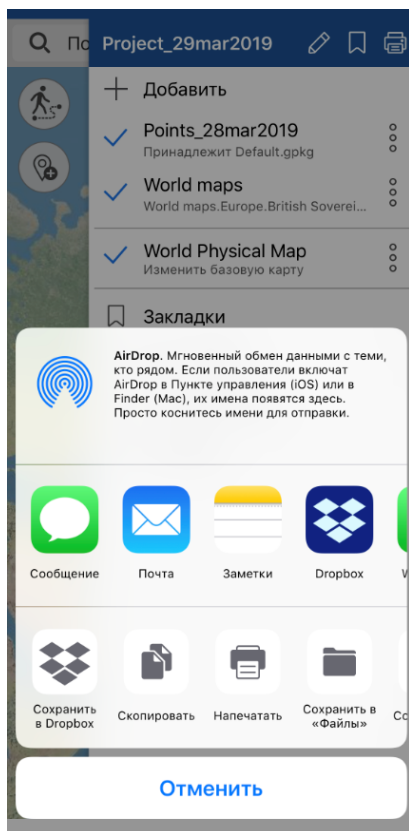 По
Project_29mar2019
Добавить
Points_28mar2019
Принадлежит Default.gpkg
World maps
World maps.Europe.British Soverei...
World Physical Map
Изменить базовую карту
Закладки
AirDrop. Мгновенный обмен данными с теми,
кто рядом. Если пользователи включат
AirDrop в Пункте управления (iOS) или в
Finder (Mac), их имена появятся здесь.
Просто коснитесь имени для отправки.
Сообщение
Почта
Заметки
Dropbox
Сохранить
в Dropbox
Скопировать
Напечатать
Сохранить в
«Файлы»
Отменить